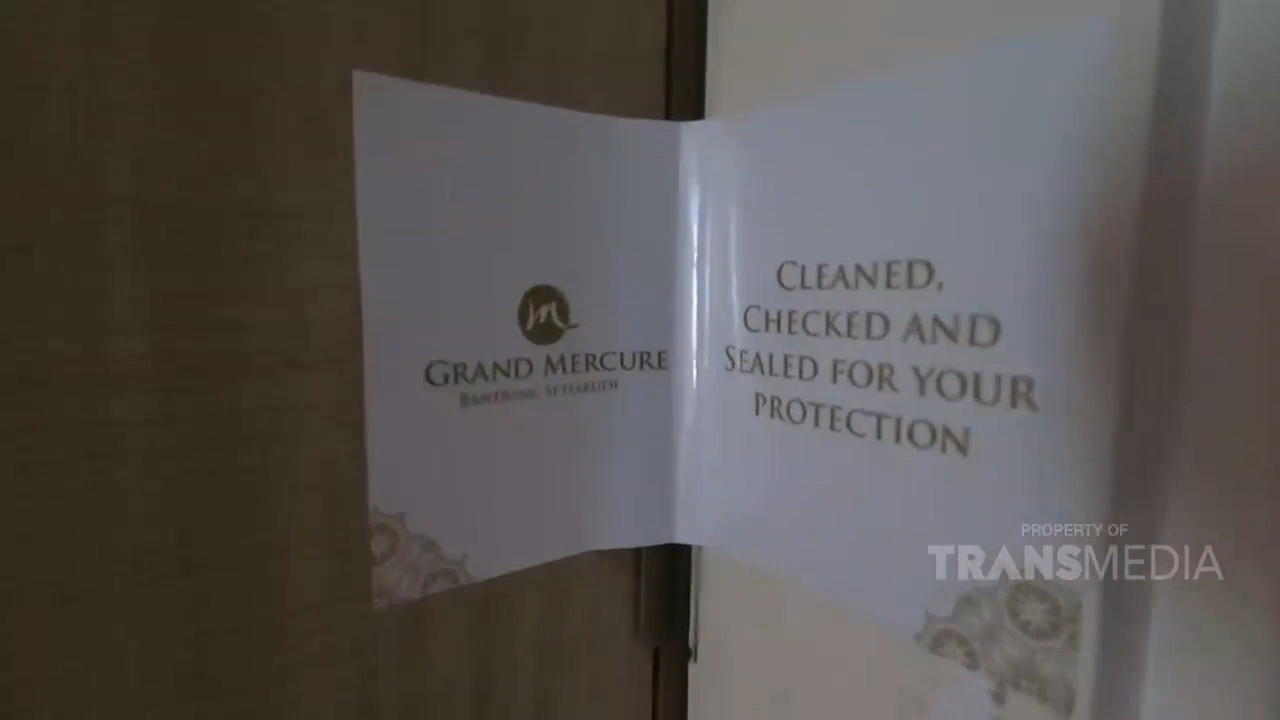 m
GRAND MERCURE
BANDUNG SETIABUDI
CLEANED,
CHECKED AND
SEALED FOR YOUR
PROTECTION
PROPERTY OF
TRANSMEDIA